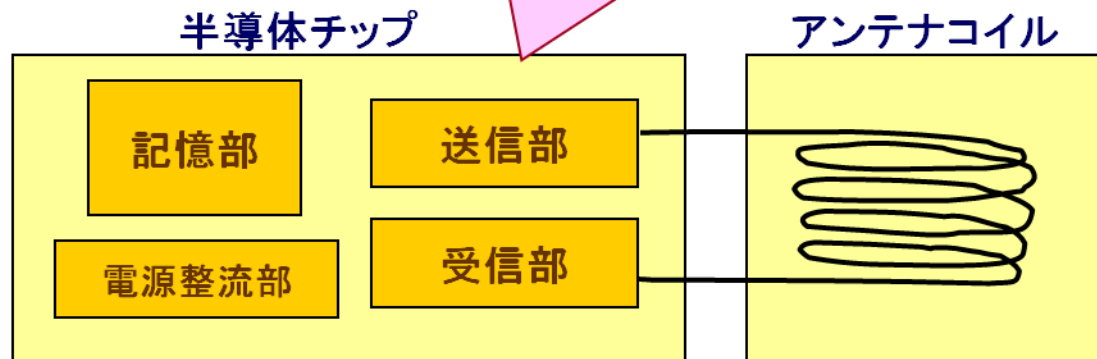 半導体チップ
アンテナコイル
記憶部
送信部
電源整流部
受信部